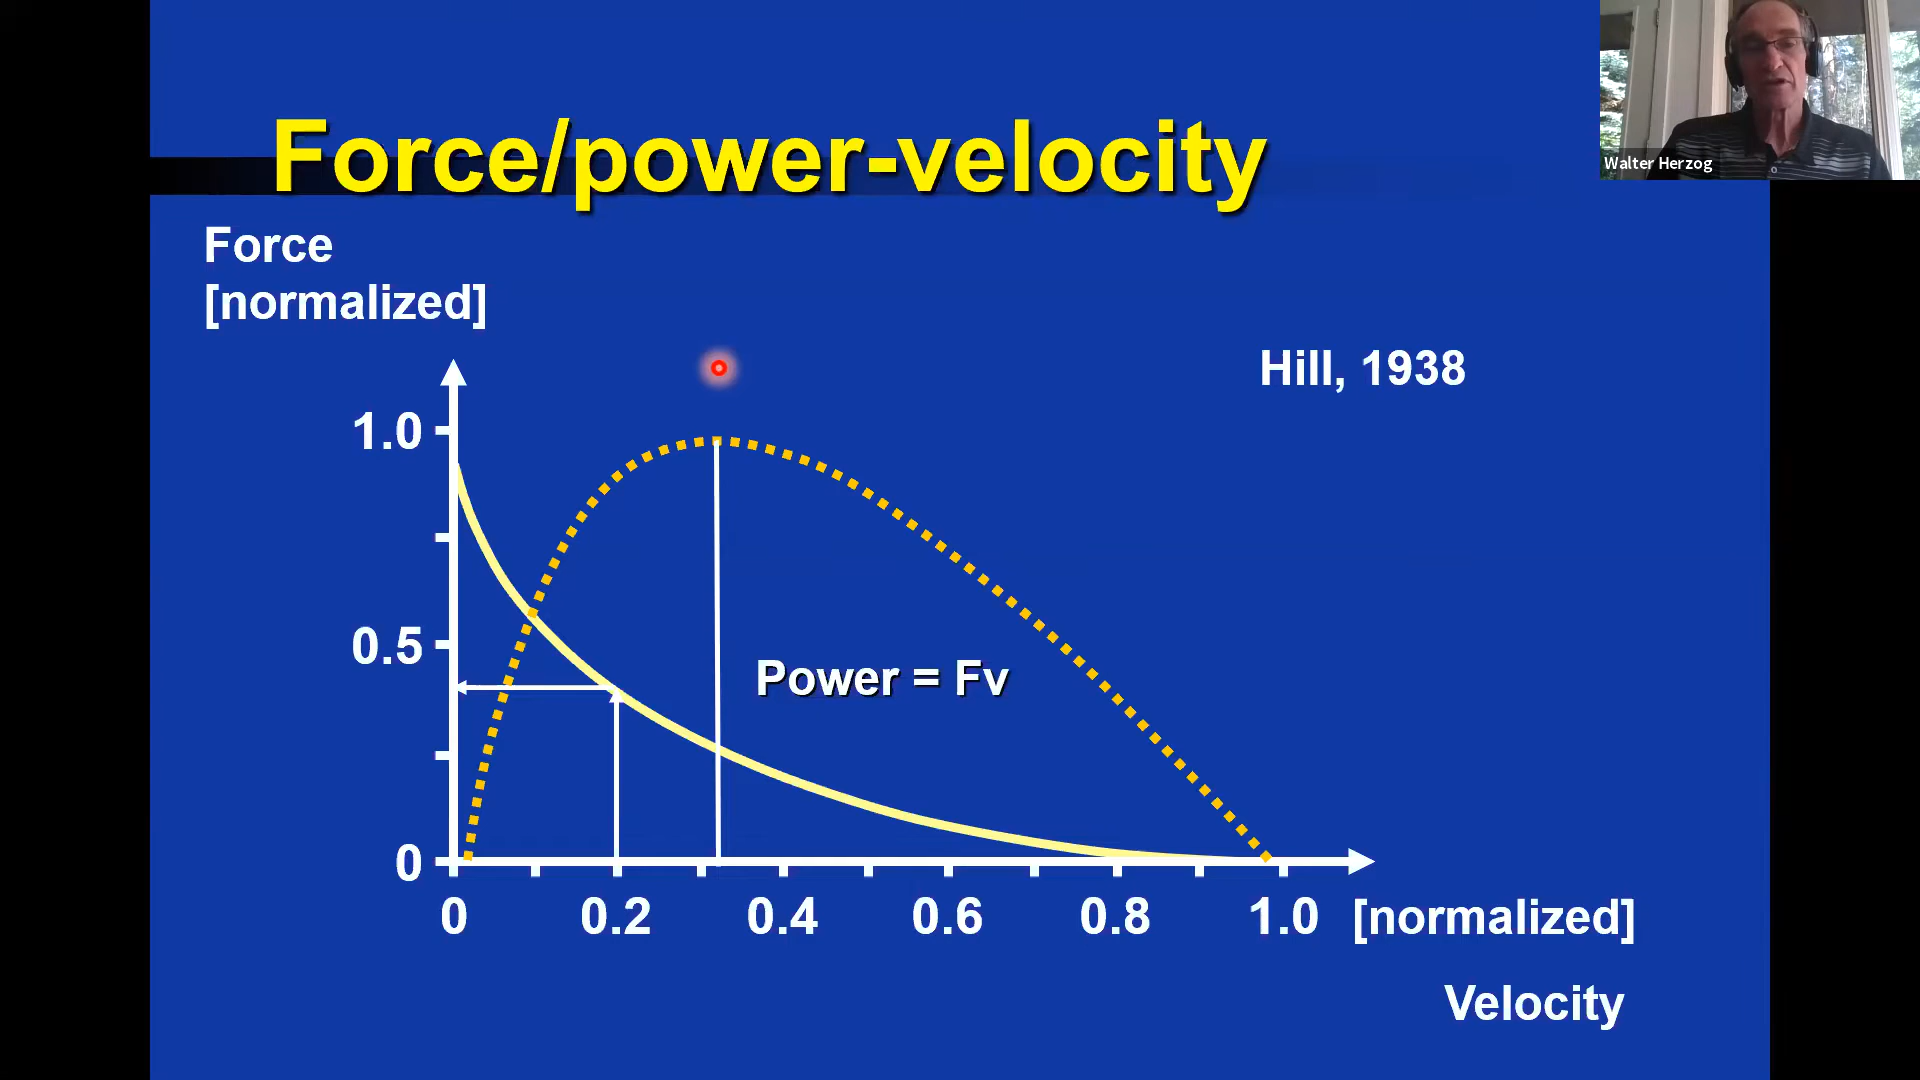 Force/power-velocity
Walter Herzog
Force
[normalized]
Hill, 1938
1.0
0.5
Power = Fv
0
0 0.2 0.4 0.6 0.8 1.0 [normalized]
Velocity